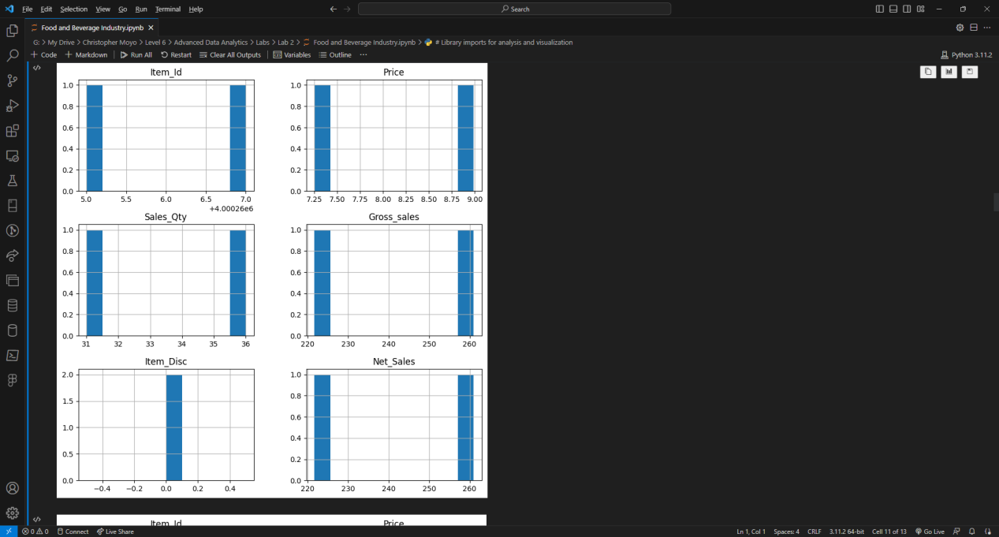 File Edit Selection View Go Run Terminal Help
Search
Food and Beverage Industry.ipynb
G: > My Drive > Christopher Moyo > Level 6 > Advanced Data Analytics > Labs > Lab 2 > Food and Beverage Industry.ipynb > # Library imports for analysis and visualization
+ Code + Markdown Run All Restart Clear All Outputs Variables Outline ...
Python 3.11.2
Item_Id
1.0
0.8
0.6
0.4
0.2
0.0
5.0 5.5 6.0 6.5 7.0
+4.00026e6
Price
1.0
0.8
0.6
0.4
0.2
0.0
7.25 7.50 7.75 8.00 8.25 8.50 8.75 9.00
Sales_Qty
1.0
0.8
0.6
0.4
0.2
0.0
31 32 33 34 35 36
Gross_sales
1.0
0.8
0.6
0.4
0.2
0.0
220 230 240 250 260
Item_Disc
2.0
1.5
1.0
0.5
0.0
−0.4 −0.2 0.0 0.2 0.4
Net_Sales
1.0
0.8
0.6
0.4
0.2
0.0
220 230 240 250 260
Item_Id Price
0 0 Connect Live Share
Ln 1, Col 1 Spaces: 4 CRLF 3.11.2 64-bit Cell 11 of 13 Go Live